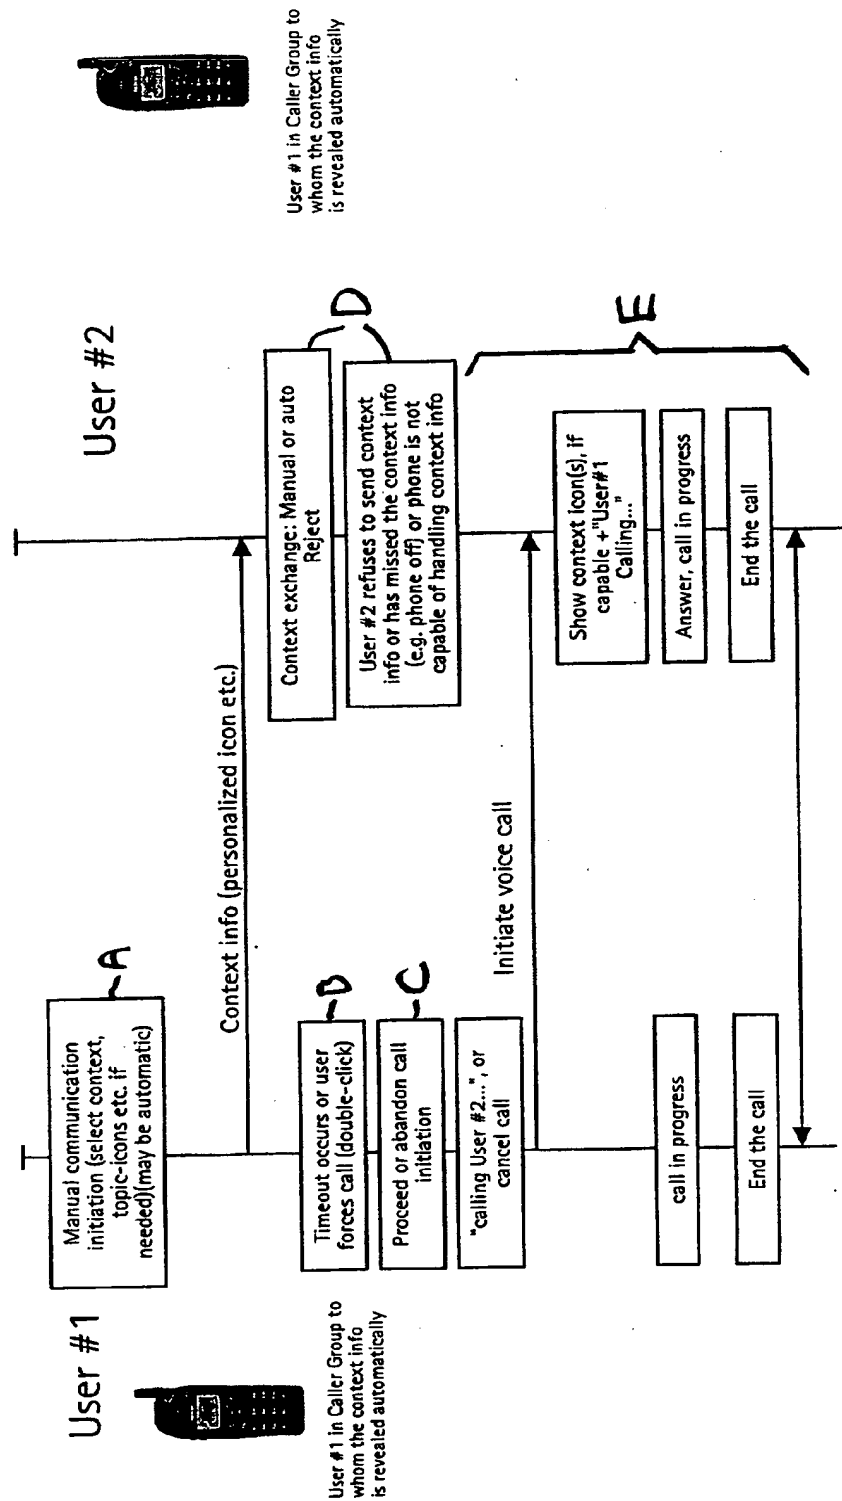 User #1
User #1 in Caller Group to
whom the context info
is revealed automatically
Manual communication
initiation (select context,
topic-icons etc. if
needed)(may be automatic)
A
Context info (personalized icon etc.)
Timeout occurs or user
forces call (double-click)
B
Proceed or abandon call
initiation
C
"calling User #2...", or
cancel call
Initiate voice call
call in progress
End the call
User #2
User #1 in Caller Group to
whom the context info
is revealed automatically
Context exchange: Manual or auto
Reject
D
User #2 refuses to send context
info or has missed the context info
(e.g. phone off) or phone is not
capable of handling context info
E
Show context icon(s), if
capable +"User#1
Calling..."
Answer, call in progress
End the call